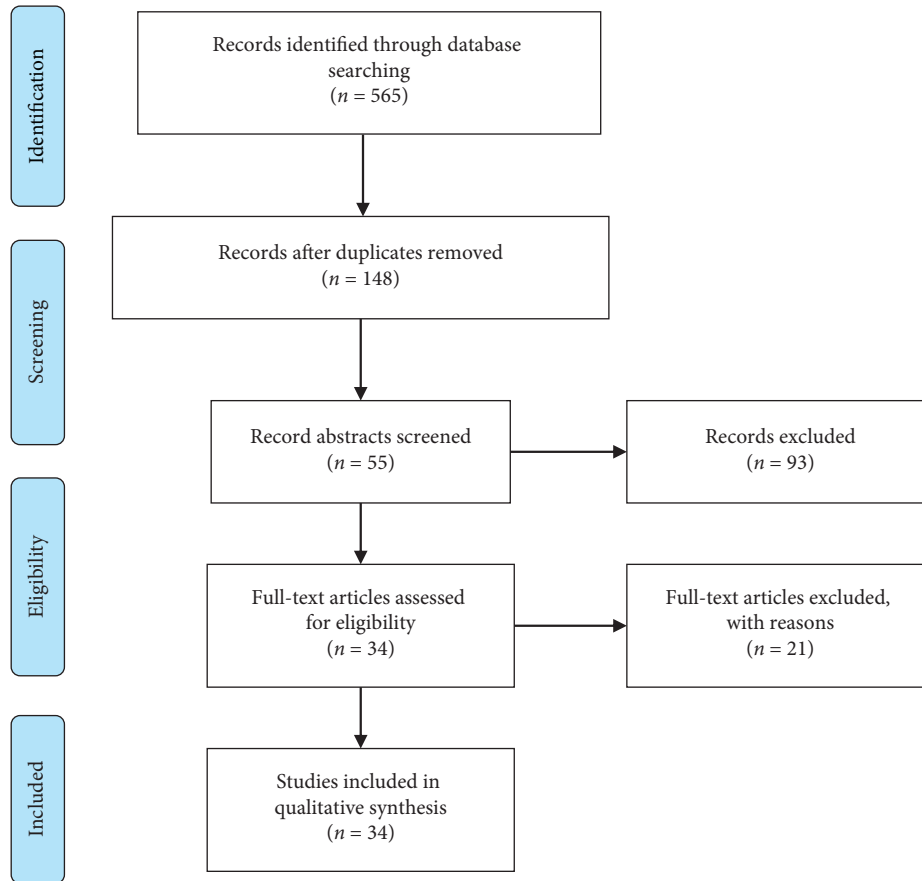 Identification
Records identified through database
searching
(n = 565)
Records after duplicates removed
(n = 148)
Screening
Record abstracts screened
(n = 55)
Records excluded
(n = 93)
Eligibility
Full-text articles assessed
for eligibility
(n = 34)
Full-text articles excluded,
with reasons
(n = 21)
Included
Studies included in
qualitative synthesis
(n = 34)